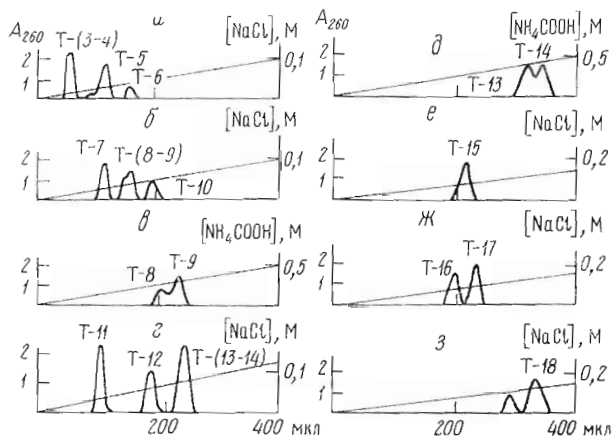 A260 и [NaCl], М
T-(3-4)
T-5
T-6
2
1
0,1
б [NaCl], М
T-7
T-(8-9)
T-10
2
1
0,1
в [NH4COOH], М
T-8
T-9
2
1
0,5
г [NaCl], М
T-11
T-12
T-(13-14)
2
1
0,1
200 400 мкл
A260 д [NH4COOH], М
T-14
T-13
2
1
0,5
200
е [NaCl], М
T-15
2
1
0,2
ж [NaCl], М
T-16
T-17
2
1
0,2
з [NaCl], М
T-18
2
1
0,2
200 400 мкл